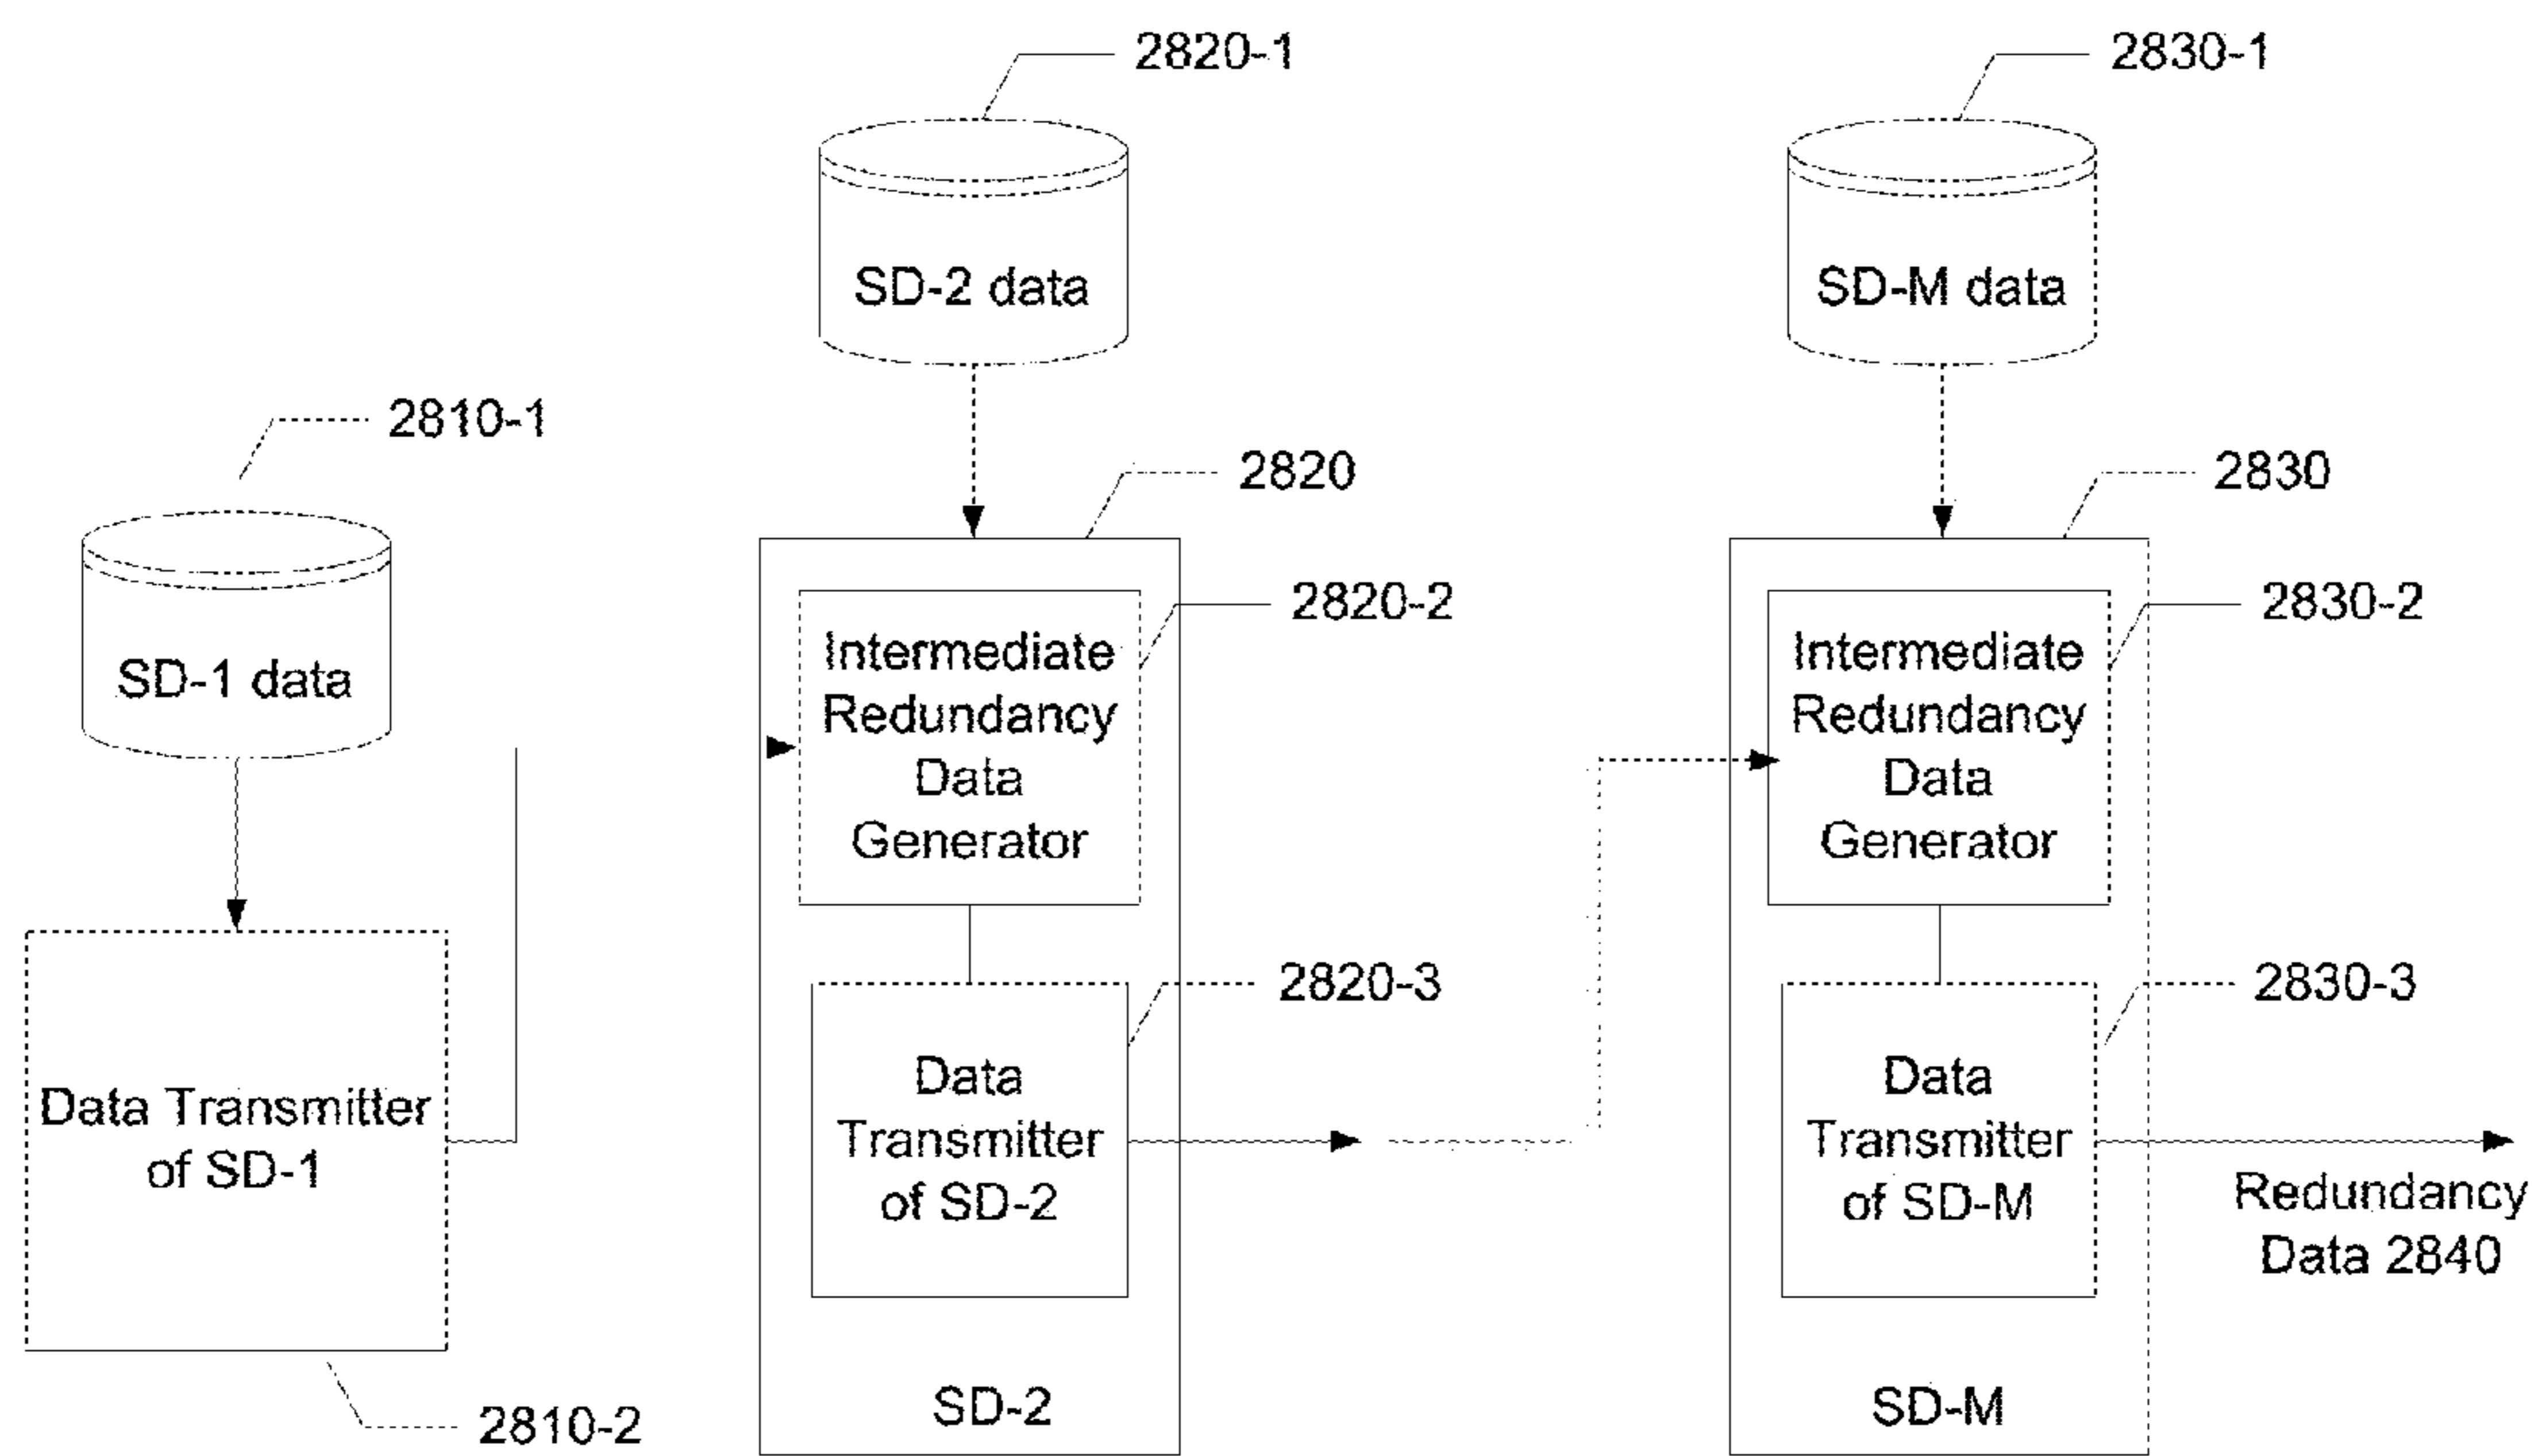 2820-1
2830-1
SD-2 data
SD-M data
2810-1
2820
2830
SD-1 data
2820-2
2830-2
Intermediate
Redundancy
Data
Generator
Intermediate
Redundancy
Data
Generator
2820-3
2830-3
Data Transmitter
of SD-1
Data
Transmitter
of SD-2
Data
Transmitter
of SD-M
Redundancy
Data 2840
2810-2
SD-2
SD-M